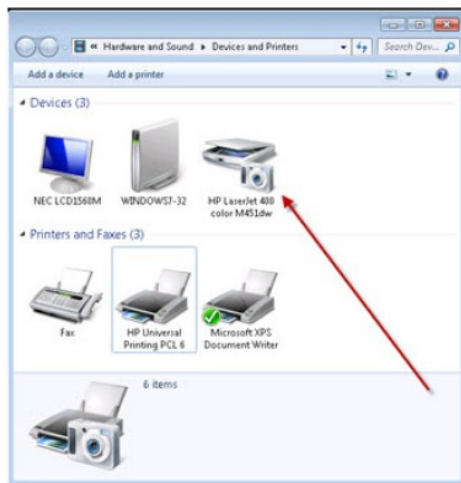 « Hardware and Sound ▸ Devices and Printers
Search Dev...
Add a device Add a printer
Devices (3)
NEC LCD1560M
WINDOWS7-32
HP LaserJet 400
color M451dw
Printers and Faxes (3)
Fax
HP Universal
Printing PCL 6
Microsoft XPS
Document Writer
6 items